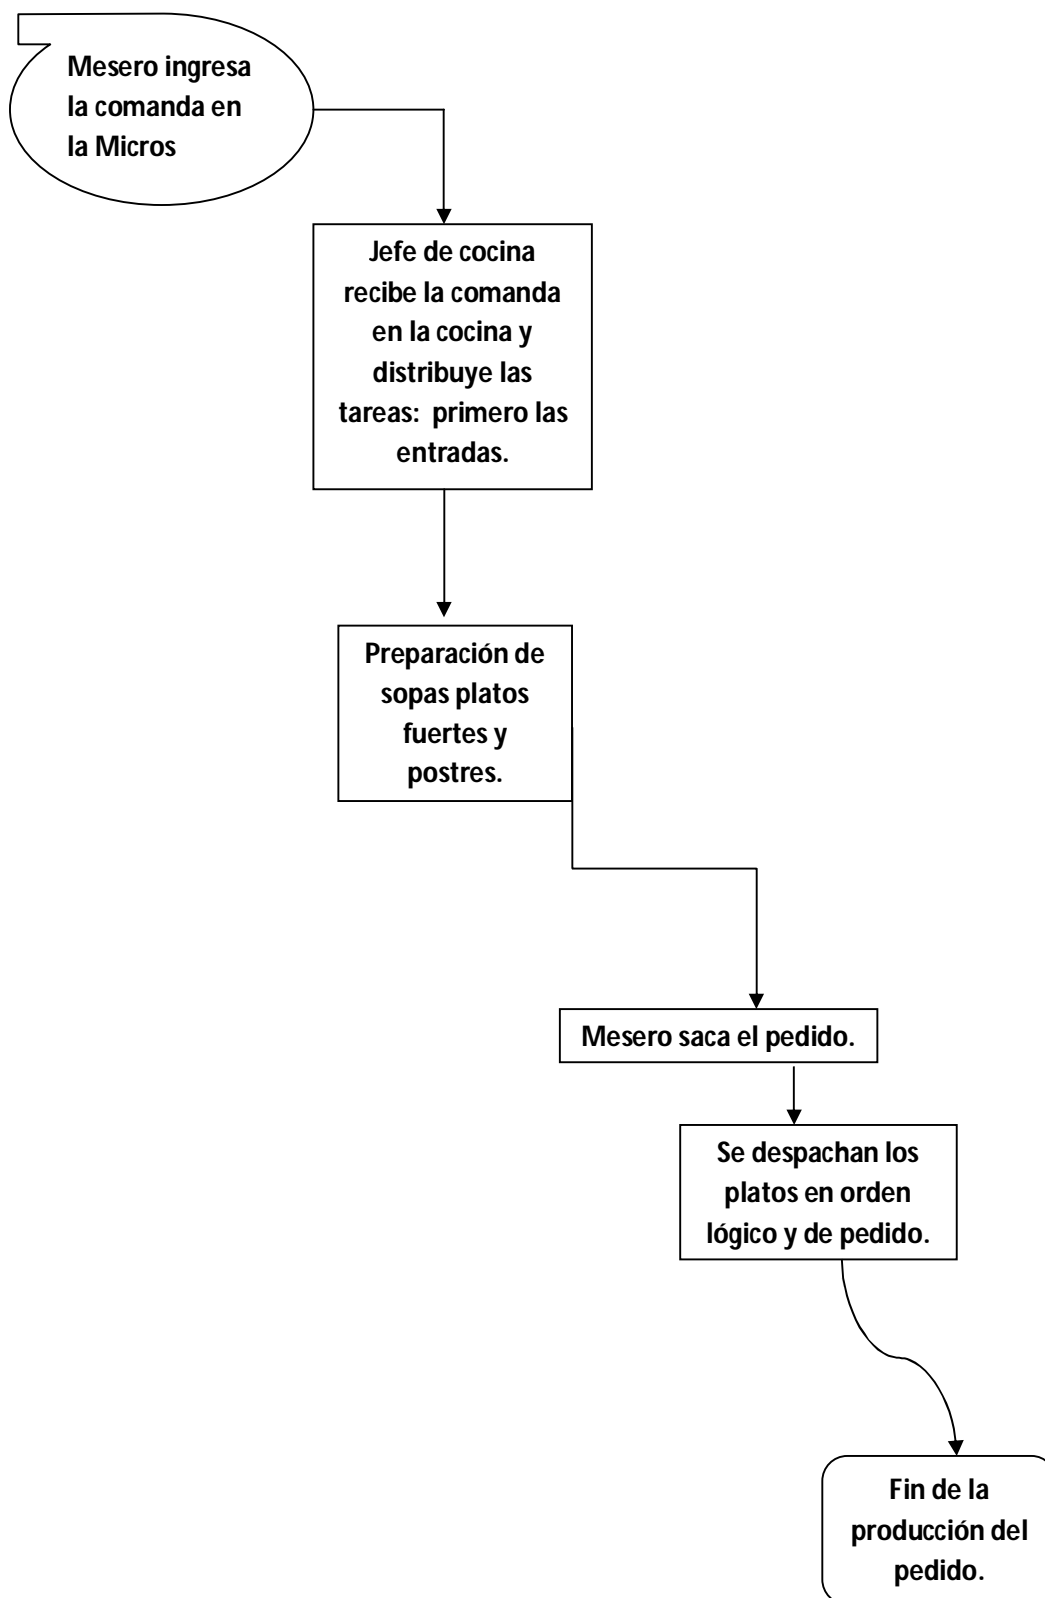 Mesero ingresa
la comanda en
la Micros
Jefe de cocina
recibe la comanda
en la cocina y
distribuye las
tareas:  primero las
entradas.
Preparación de
sopas platos
fuertes y
postres.
Mesero saca el pedido.
Se despachan los
platos en orden
lógico y de pedido.
Fin de la
producción del
pedido.